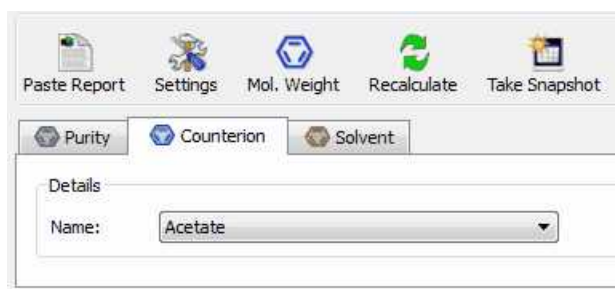 Paste Report Settings Mol. Weight Recalculate Take Snapshot
Purity Counterion Solvent
Details
Name: Acetate